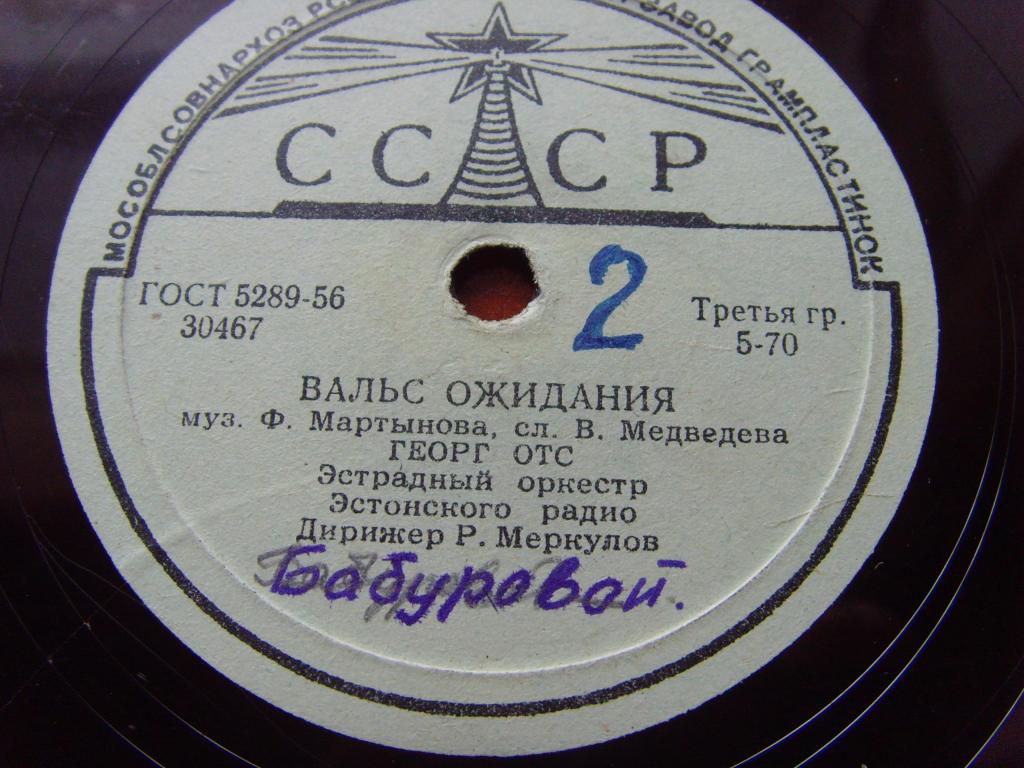 МОСОБЛСОВНАРХОЗ ЗАВОД ГРАМПЛАСТИНОК
СССР
ГОСТ 5289-56
30467
2
Третья гр.
5-70
ВАЛЬС ОЖИДАНИЯ
муз. Ф. Мартынова, сл. В. Медведева
ГЕОРГ ОТС
Эстрадный оркестр
Эстонского радио
Дирижер Р. Меркулов
Бабуровой.